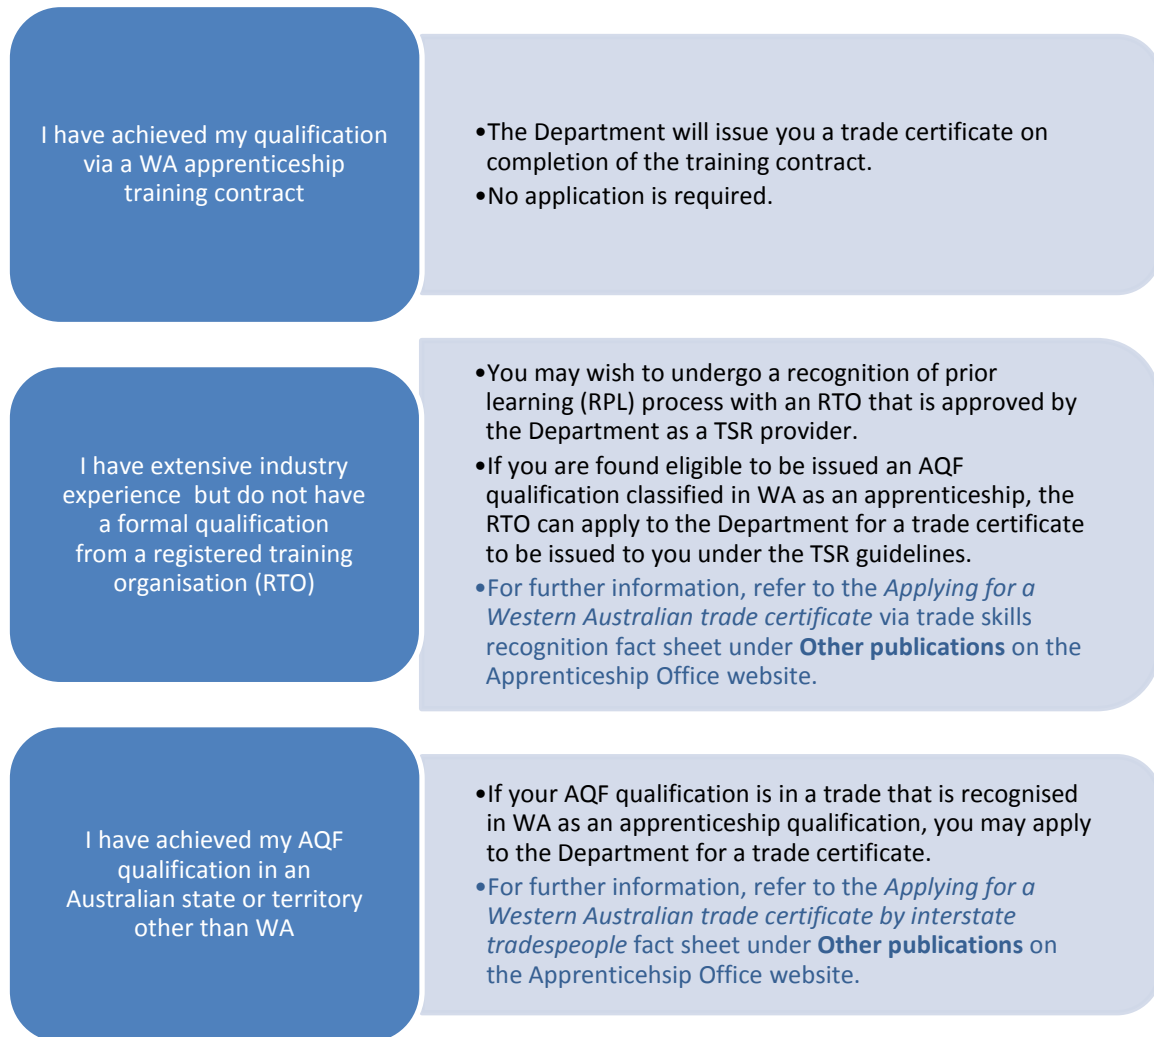 I have achieved my qualification
via a WA apprenticeship
training contract
•The Department will issue you a trade certificate on
completion of the training contract.
•No application is required.
I have extensive industry
experience  but do not have
a formal qualification
from a registered training
organisation (RTO)
•You may wish to undergo a recognition of prior
learning (RPL) process with an RTO that is approved by
the Department as a TSR provider.
•If you are found eligible to be issued an AQF
qualification classified in WA as an apprenticeship, the
RTO can apply to the Department for a trade certificate
to be issued to you under the TSR guidelines.
•For further information, refer to the Applying for a
Western Australian trade certificate via trade skills
recognition fact sheet under Other publications on the
Apprenticeship Office website.
I have achieved my AQF
qualification in an
Australian state or territory
other than WA
•If your AQF qualification is in a trade that is recognised
in WA as an apprenticeship qualification, you may apply
to the Department for a trade certificate.
•For further information, refer to the Applying for a
Western Australian trade certificate by interstate
tradespeople fact sheet under Other publications on
the Apprenticehsip Office website.